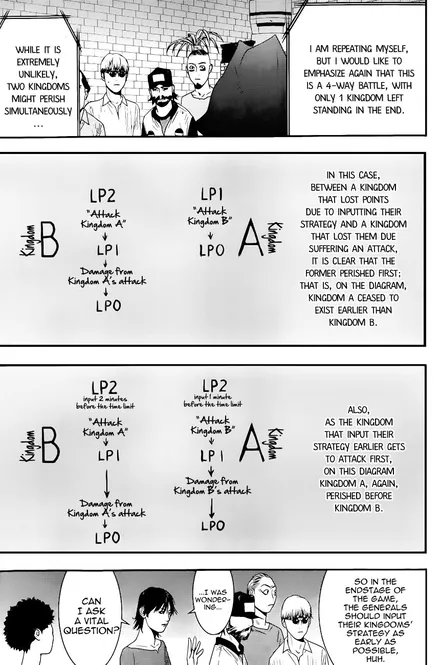 I AM REPEATING MYSELF,
BUT I WOULD LIKE TO
EMPHASIZE AGAIN THAT THIS
IS A 4-WAY BATTLE, WITH
ONLY 1 KINGDOM LEFT
STANDING IN THE END.
WHILE IT IS
EXTREMELY
UNLIKELY,
TWO KINGDOMS
MIGHT PERISH
SIMULTANEOUSLY
...
IN THIS CASE,
BETWEEN A KINGDOM
THAT LOST POINTS
DUE TO INPUTTING THEIR
STRATEGY AND A KINGDOM
THAT LOST THEM DUE
SUFFERING AN ATTACK,
IT IS CLEAR THAT THE
FORMER PERISHED FIRST;
THAT IS, ON THE DIAGRAM,
KINGDOM A CEASED TO
EXIST EARLIER THAN
KINGDOM B.
Kingdom
A
LP1
"Attack
Kingdom B"
LP0
LP2
"Attack
Kingdom A"
LP1
Damage from
Kingdom A's attack
LP0
Kingdom
B
ALSO,
AS THE KINGDOM
THAT INPUT THEIR
STRATEGY EARLIER GETS
TO ATTACK FIRST,
ON THIS DIAGRAM
KINGDOM A, AGAIN,
PERISHED BEFORE
KINGDOM B.
Kingdom
A
LP2
input 1 minute
before the time limit
"Attack
Kingdom B"
LP1
Damage from
Kingdom B's attack
LP0
LP2
input 2 minutes
before the time limit
"Attack
Kingdom A"
LP1
Damage from
Kingdom A's attack
LP0
Kingdom
B
SO IN THE
ENDSTAGE OF
THE GAME,
THE GENERALS
SHOULD INPUT
THEIR KINGDOMS'
STRATEGY AS
EARLY AS
POSSIBLE,
HUH.
...I WAS
WONDER-
ING...
CAN
I ASK
A VITAL
QUESTION?